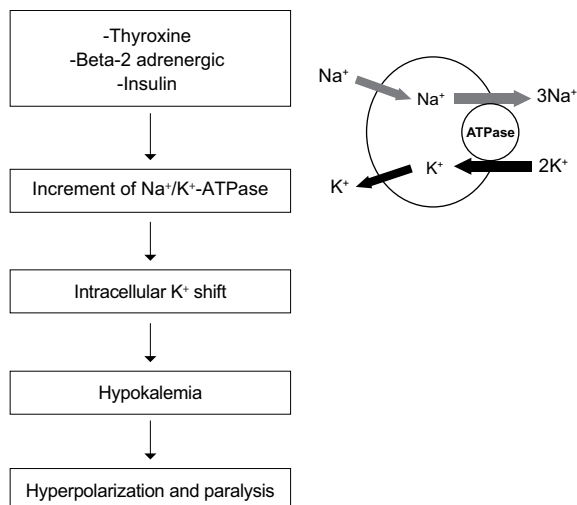 -Thyroxine
-Beta-2 adrenergic
-Insulin
Increment of Na⁺/K⁺-ATPase
Intracellular K⁺ shift
Hypokalemia
Hyperpolarization and paralysis
Na⁺
Na⁺
3Na⁺
ATPase
K⁺
K⁺
2K⁺